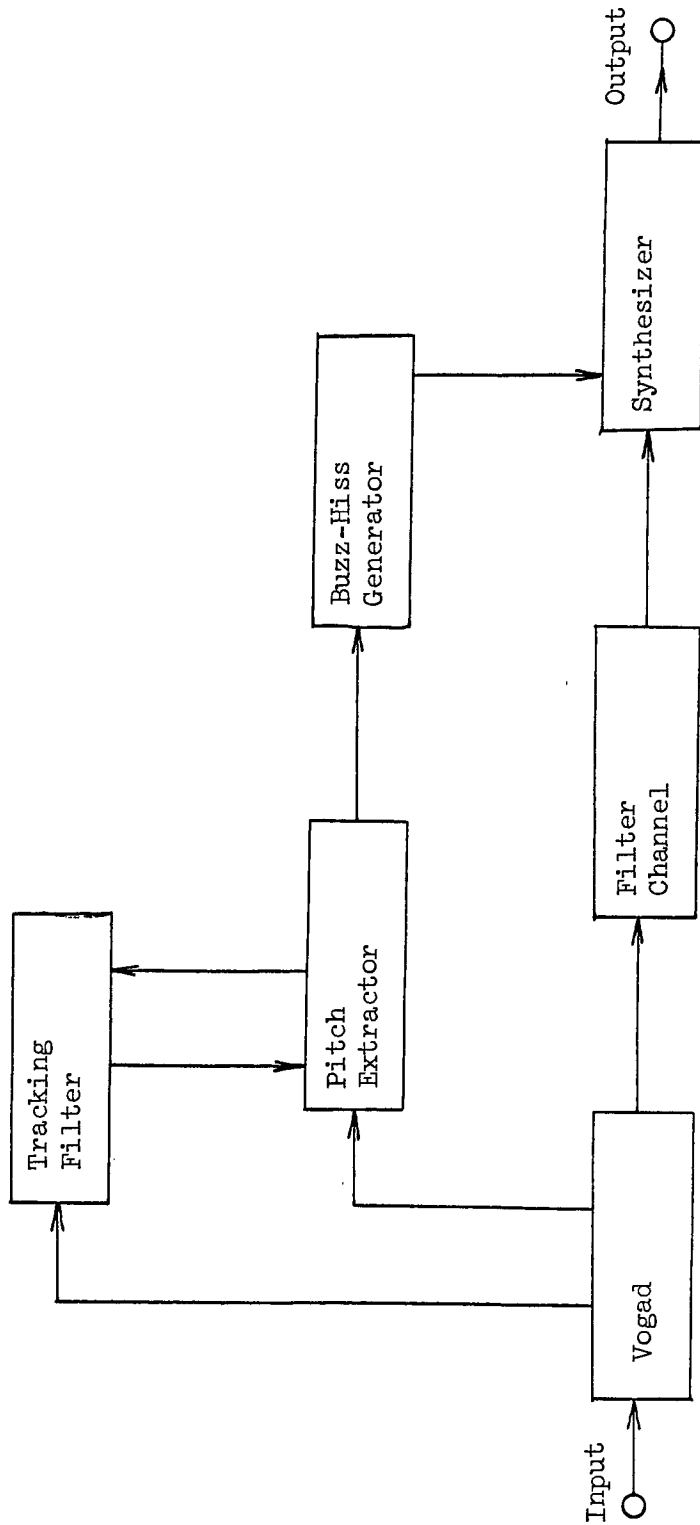 Tracking
Filter
Pitch
Extractor
Buzz-Hiss
Generator
Input
Vogad
Filter
Channel
Synthesizer
Output